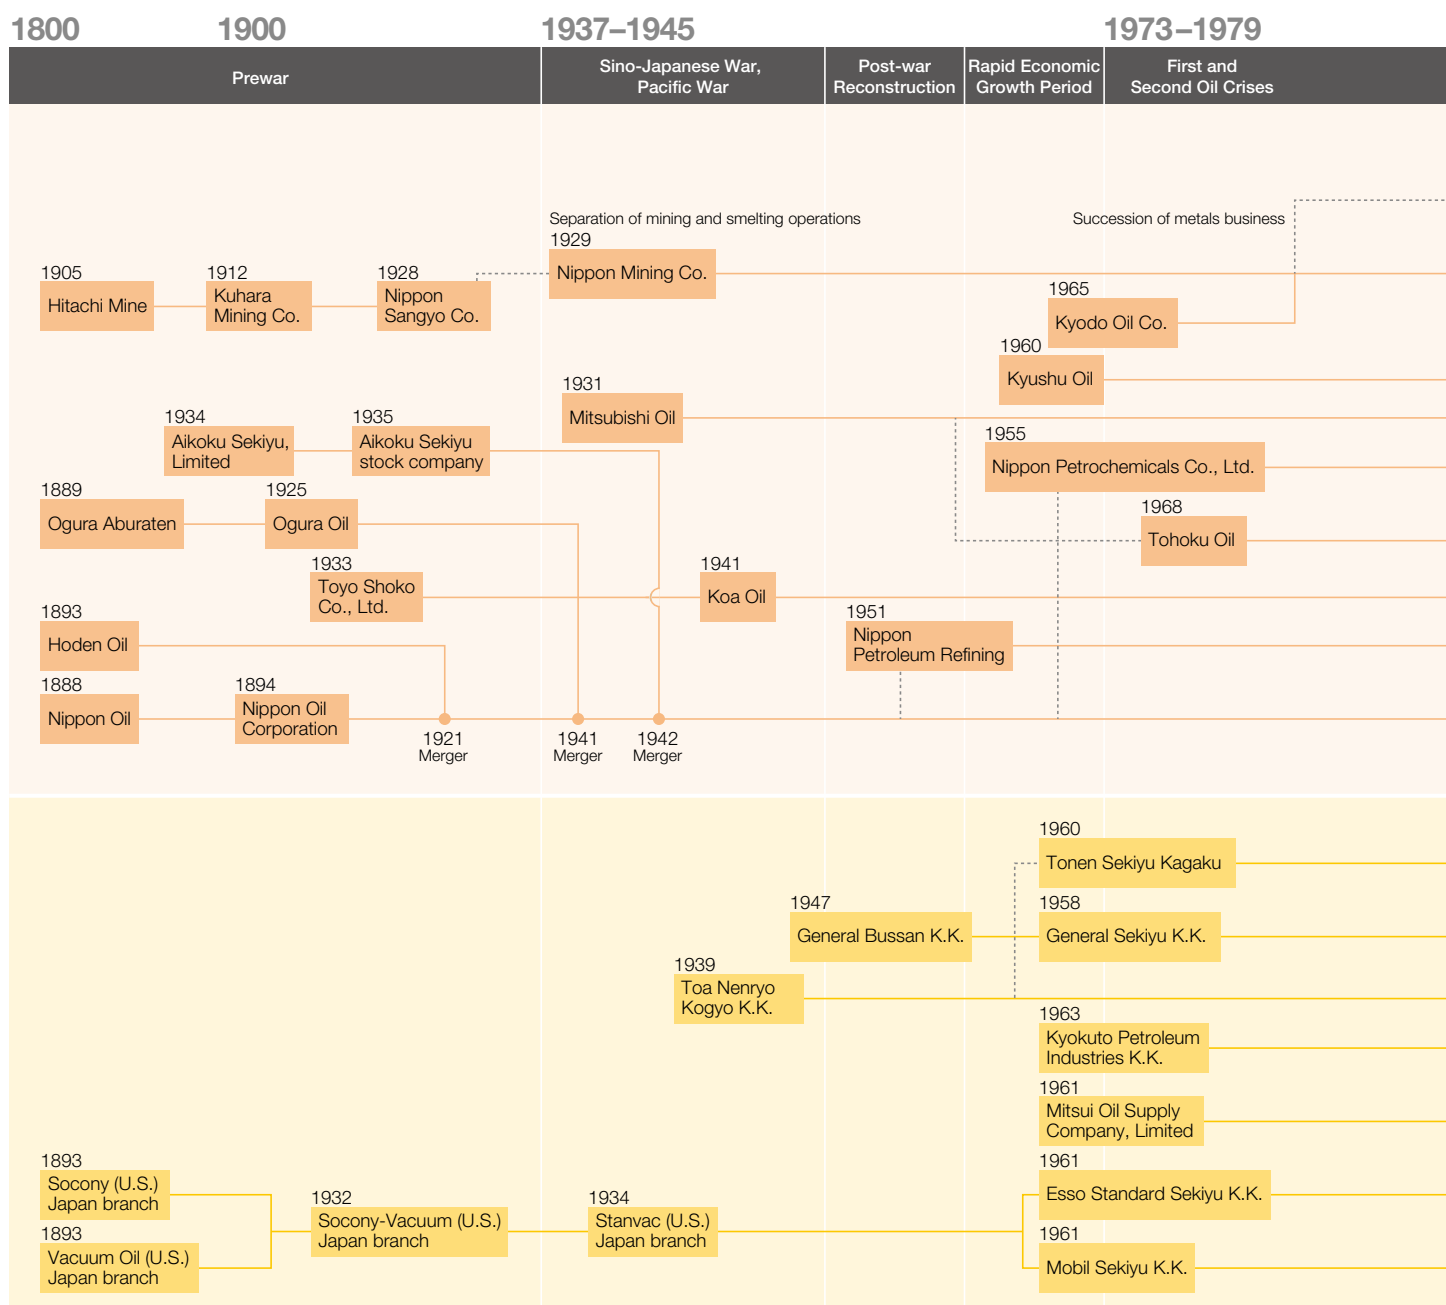 1800
1900
1937–1945
1973–1979
Prewar
Sino-Japanese War,
Pacific War
Post-war
Reconstruction
Rapid Economic
Growth Period
First and
Second Oil Crises
Separation of mining and smelting operations
Succession of metals business
1929
Nippon Mining Co.
1905
Hitachi Mine
1912
Kuhara
Mining Co.
1928
Nippon
Sangyo Co.
1965
Kyodo Oil Co.
1960
Kyushu Oil
1931
Mitsubishi Oil
1934
Aikoku Sekiyu,
Limited
1935
Aikoku Sekiyu
stock company
1955
Nippon Petrochemicals Co., Ltd.
1889
Ogura Aburaten
1925
Ogura Oil
1968
Tohoku Oil
1933
Toyo Shoko
Co., Ltd.
1941
Koa Oil
1893
Hoden Oil
1951
Nippon
Petroleum Refining
1888
Nippon Oil
1894
Nippon Oil
Corporation
1921
Merger
1941
Merger
1942
Merger
1960
Tonen Sekiyu Kagaku
1947
General Bussan K.K.
1958
General Sekiyu K.K.
1939
Toa Nenryo
Kogyo K.K.
1963
Kyokuto Petroleum
Industries K.K.
1961
Mitsui Oil Supply
Company, Limited
1893
Socony (U.S.)
Japan branch
1961
Esso Standard Sekiyu K.K.
1932
Socony-Vacuum (U.S.)
Japan branch
1934
Stanvac (U.S.)
Japan branch
1893
Vacuum Oil (U.S.)
Japan branch
1961
Mobil Sekiyu K.K.